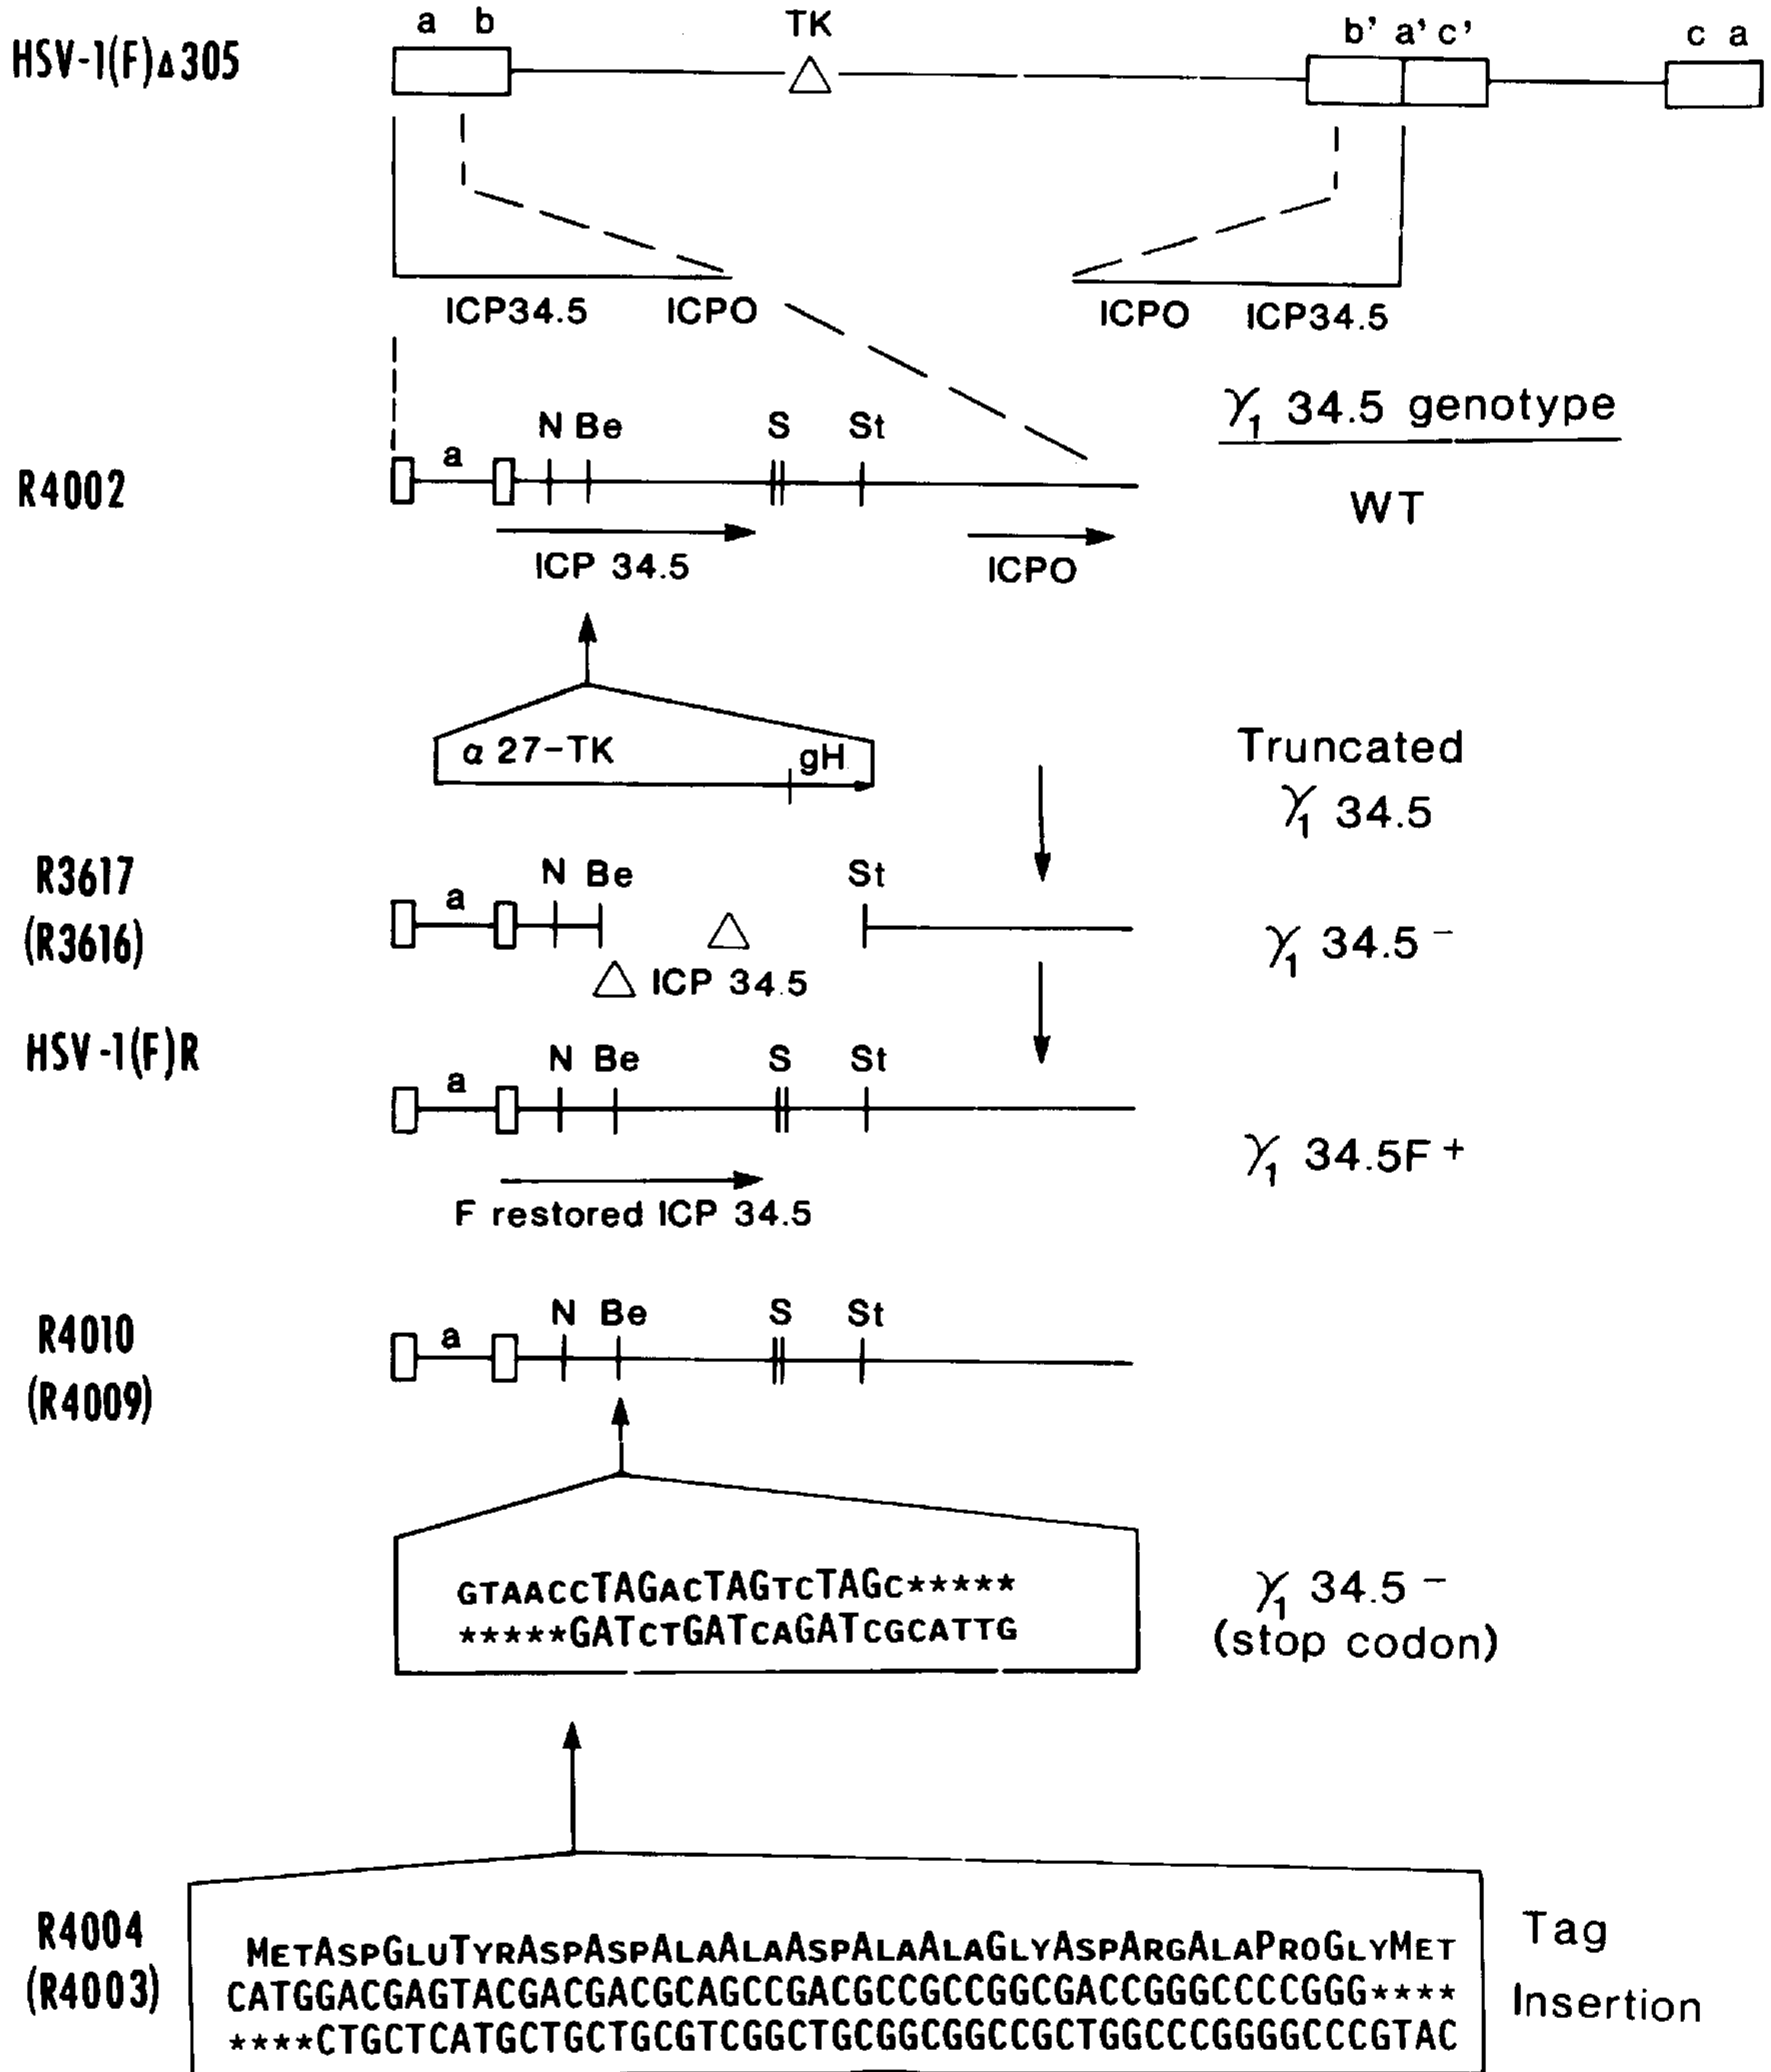 a b TK b' a' c' c a
HSV-1(F)Δ305
ICP34.5 ICPO ICPO ICP34.5
γ1 34.5 genotype
N Be S St
a
R4002
WT
ICP 34.5 ICPO
α 27-TK gH
Truncated
γ1 34.5
R3617
(R3616)
N Be St
a
γ1 34.5 -
Δ ICP 34.5
HSV-1(F)R
N Be S St
a
γ1 34.5F +
F restored ICP 34.5
R4010
(R4009)
N Be S St
a
GTAACCTAGACTAGTCTAGC*****
*****GATCTGATCAGATCGCATTG
γ1 34.5 -
(stop codon)
R4004
(R4003)
METASPGLUTYRASPASPALAALAASPALAALAGLYASPARGALAPROGLYMET
CATGGACGAGTACGACGACGCAGCCGACGCCGCCGGCGACCGGGCCCCGGG****
****CTGCTCATGCTGCTGCGTCGGCTGCGGCGGCCGCTGGCCCGGGGCCCGTAC
Tag
Insertion